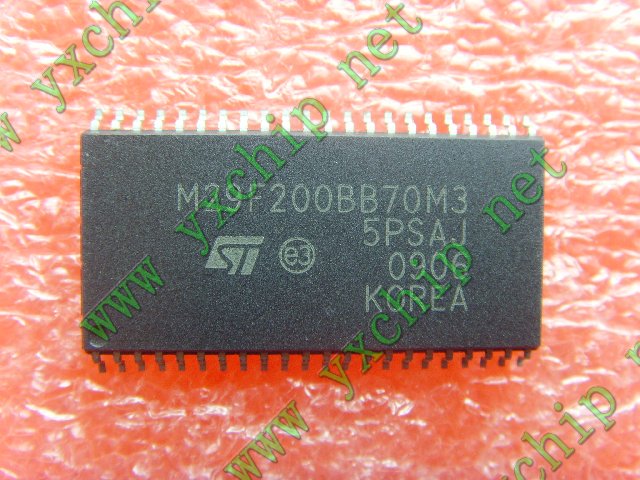 M29F200BB70M3
5PSAJ
ST e3 0906
KOREA
www yxchip net
www yxchip net
www yxchip net